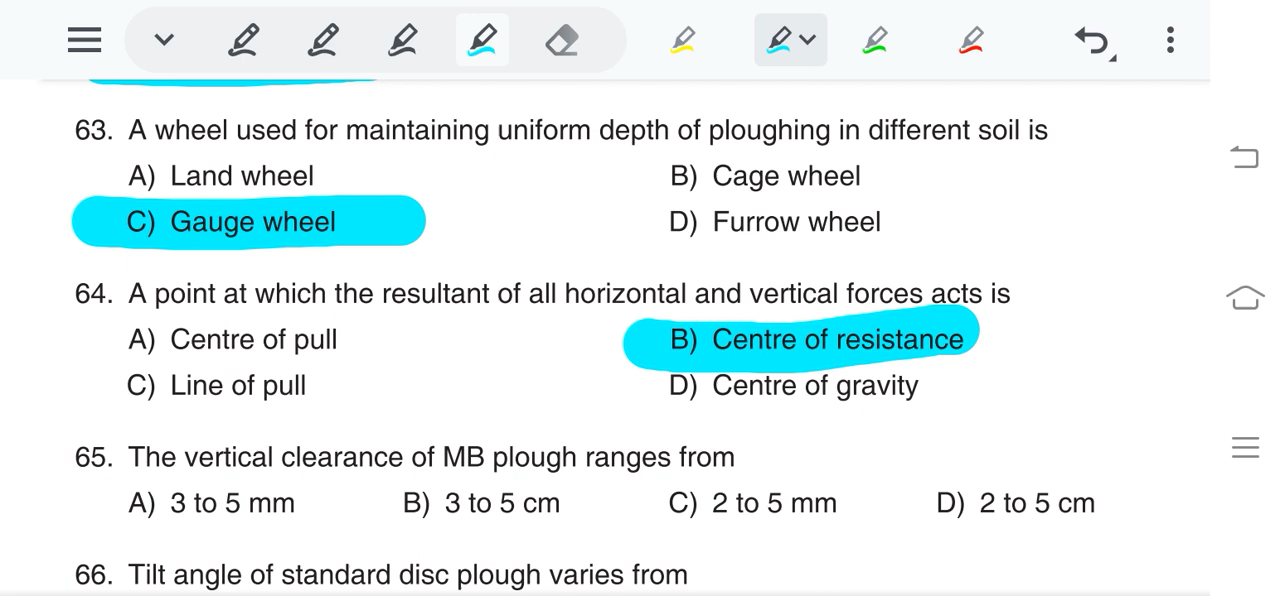 63. A wheel used for maintaining uniform depth of ploughing in different soil is
A) Land wheel B) Cage wheel
C) Gauge wheel D) Furrow wheel
64. A point at which the resultant of all horizontal and vertical forces acts is
A) Centre of pull B) Centre of resistance
C) Line of pull D) Centre of gravity
65. The vertical clearance of MB plough ranges from
A) 3 to 5 mm B) 3 to 5 cm C) 2 to 5 mm D) 2 to 5 cm
66. Tilt angle of standard disc plough varies from